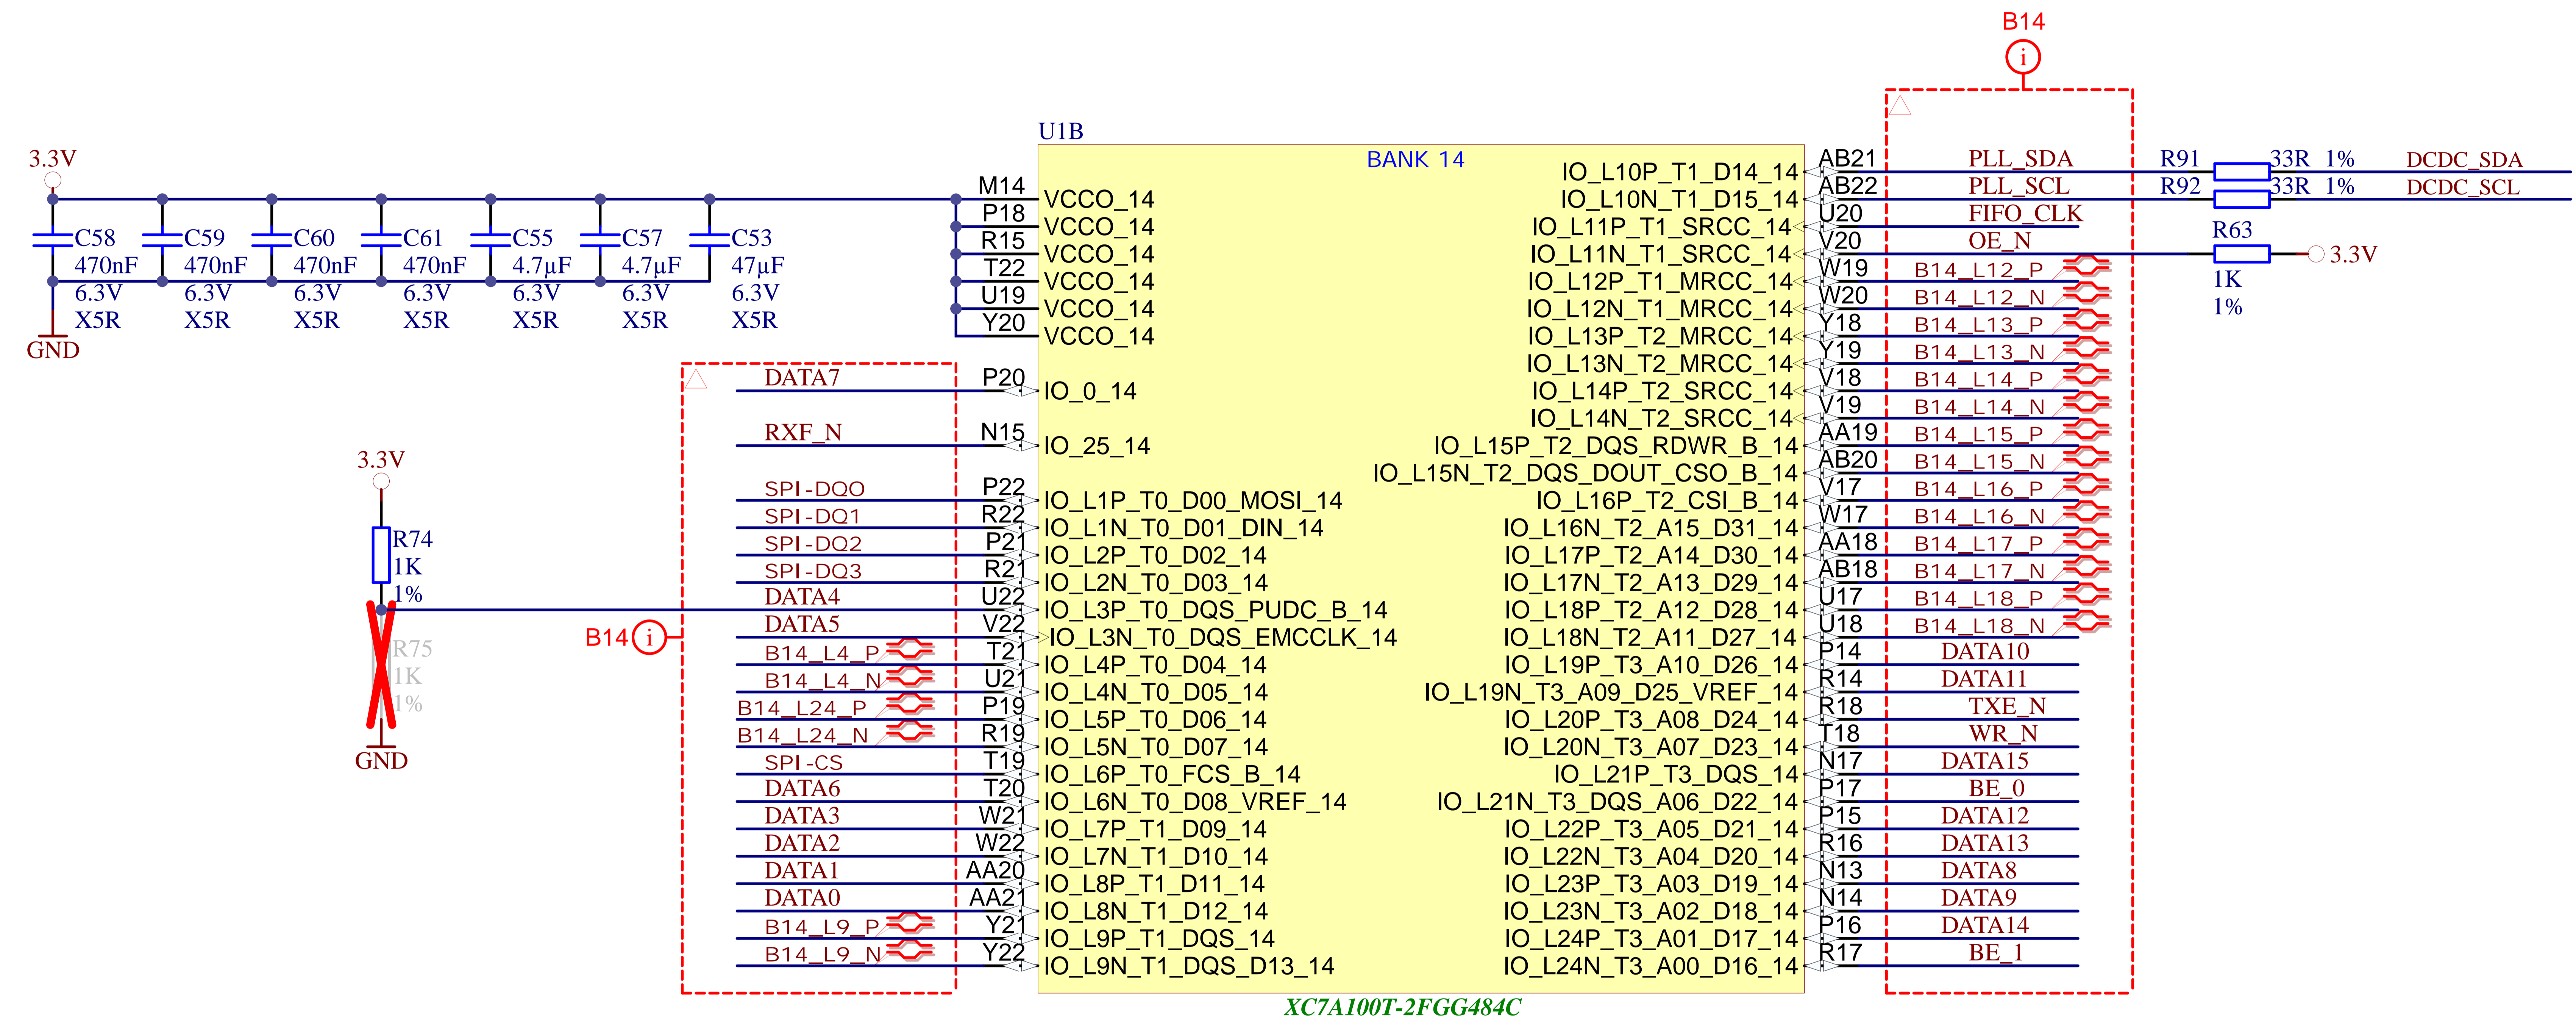 B14
i
U1B
BANK 14
3.3V
C58
470nF
6.3V
X5R
C59
470nF
6.3V
X5R
C60
470nF
6.3V
X5R
C61
470nF
6.3V
X5R
C55
4.7µF
6.3V
X5R
C57
4.7µF
6.3V
X5R
C53
47µF
6.3V
X5R
GND
M14 VCCO_14
P18 VCCO_14
R15 VCCO_14
T22 VCCO_14
U19 VCCO_14
Y20 VCCO_14
DATA7 P20 IO_0_14
RXF_N N15 IO_25_14
SPI-DQ0 P22 IO_L1P_T0_D00_MOSI_14
SPI-DQ1 R22 IO_L1N_T0_D01_DIN_14
SPI-DQ2 P21 IO_L2P_T0_D02_14
SPI-DQ3 R21 IO_L2N_T0_D03_14
DATA4 U22 IO_L3P_T0_DQS_PUDC_B_14
DATA5 V22 IO_L3N_T0_DQS_EMCCLK_14
B14_L4_P T21 IO_L4P_T0_D04_14
B14_L4_N U21 IO_L4N_T0_D05_14
B14_L24_P P19 IO_L5P_T0_D06_14
B14_L24_N R19 IO_L5N_T0_D07_14
SPI-CS T19 IO_L6P_T0_FCS_B_14
DATA6 T20 IO_L6N_T0_D08_VREF_14
DATA3 W21 IO_L7P_T1_D09_14
DATA2 W22 IO_L7N_T1_D10_14
DATA1 AA20 IO_L8P_T1_D11_14
DATA0 AA21 IO_L8N_T1_D12_14
B14_L9_P Y21 IO_L9P_T1_DQS_14
B14_L9_N Y22 IO_L9N_T1_DQS_D13_14
3.3V
R74
1K
1%
B14 i
R75
1K
1%
GND
IO_L10P_T1_D14_14 AB21 PLL_SDA R91 33R 1% DCDC_SDA
IO_L10N_T1_D15_14 AB22 PLL_SCL R92 33R 1% DCDC_SCL
IO_L11P_T1_SRCC_14 U20 FIFO_CLK
IO_L11N_T1_SRCC_14 V20 OE_N R63 3.3V
1K
1%
IO_L12P_T1_MRCC_14 W19 B14_L12_P
IO_L12N_T1_MRCC_14 W20 B14_L12_N
IO_L13P_T2_MRCC_14 Y18 B14_L13_P
IO_L13N_T2_MRCC_14 Y19 B14_L13_N
IO_L14P_T2_SRCC_14 V18 B14_L14_P
IO_L14N_T2_SRCC_14 V19 B14_L14_N
IO_L15P_T2_DQS_RDWR_B_14 AA19 B14_L15_P
IO_L15N_T2_DQS_DOUT_CSO_B_14 AB20 B14_L15_N
IO_L16P_T2_CSI_B_14 V17 B14_L16_P
IO_L16N_T2_A15_D31_14 W17 B14_L16_N
IO_L17P_T2_A14_D30_14 AA18 B14_L17_P
IO_L17N_T2_A13_D29_14 AB18 B14_L17_N
IO_L18P_T2_A12_D28_14 U17 B14_L18_P
IO_L18N_T2_A11_D27_14 U18 B14_L18_N
IO_L19P_T3_A10_D26_14 P14 DATA10
IO_L19N_T3_A09_D25_VREF_14 R14 DATA11
IO_L20P_T3_A08_D24_14 R18 TXE_N
IO_L20N_T3_A07_D23_14 T18 WR_N
IO_L21P_T3_DQS_14 N17 DATA15
IO_L21N_T3_DQS_A06_D22_14 P17 BE_0
IO_L22P_T3_A05_D21_14 P15 DATA12
IO_L22N_T3_A04_D20_14 R16 DATA13
IO_L23P_T3_A03_D19_14 N13 DATA8
IO_L23N_T3_A02_D18_14 N14 DATA9
IO_L24P_T3_A01_D17_14 P16 DATA14
IO_L24N_T3_A00_D16_14 R17 BE_1
XC7A100T-2FGG484C